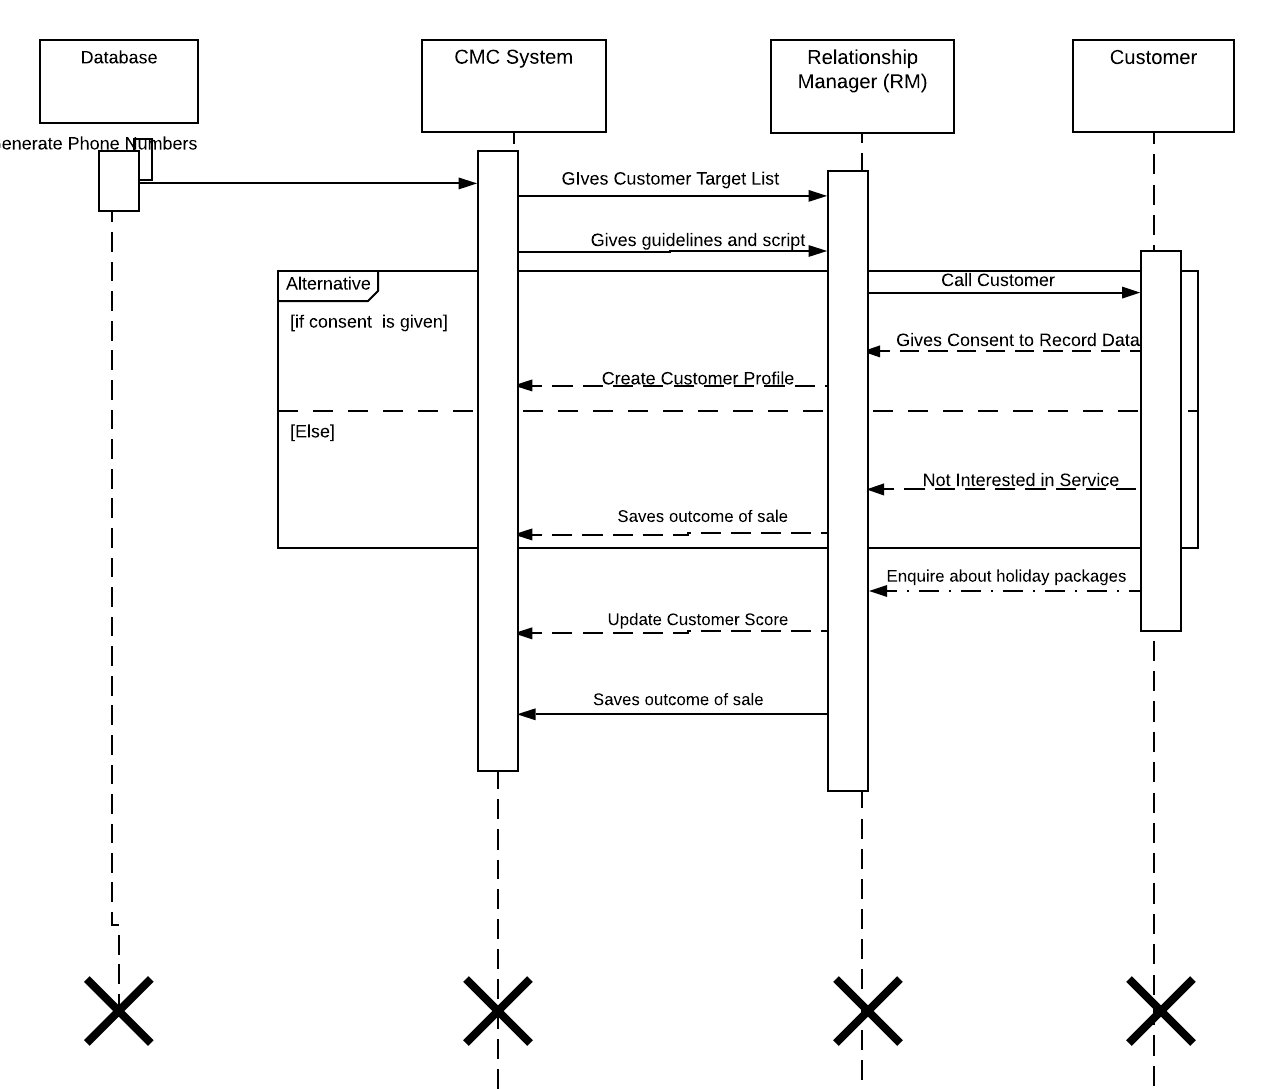 Database
CMC System
Relationship
Manager (RM)
Customer
enerate Phone Numbers
GIves Customer Target List
Gives guidelines and script
Alternative
Call Customer
[if consent is given]
Gives Consent to Record Data
Create Customer Profile
[Else]
Not Interested in Service
Saves outcome of sale
Enquire about holiday packages
Update Customer Score
Saves outcome of sale